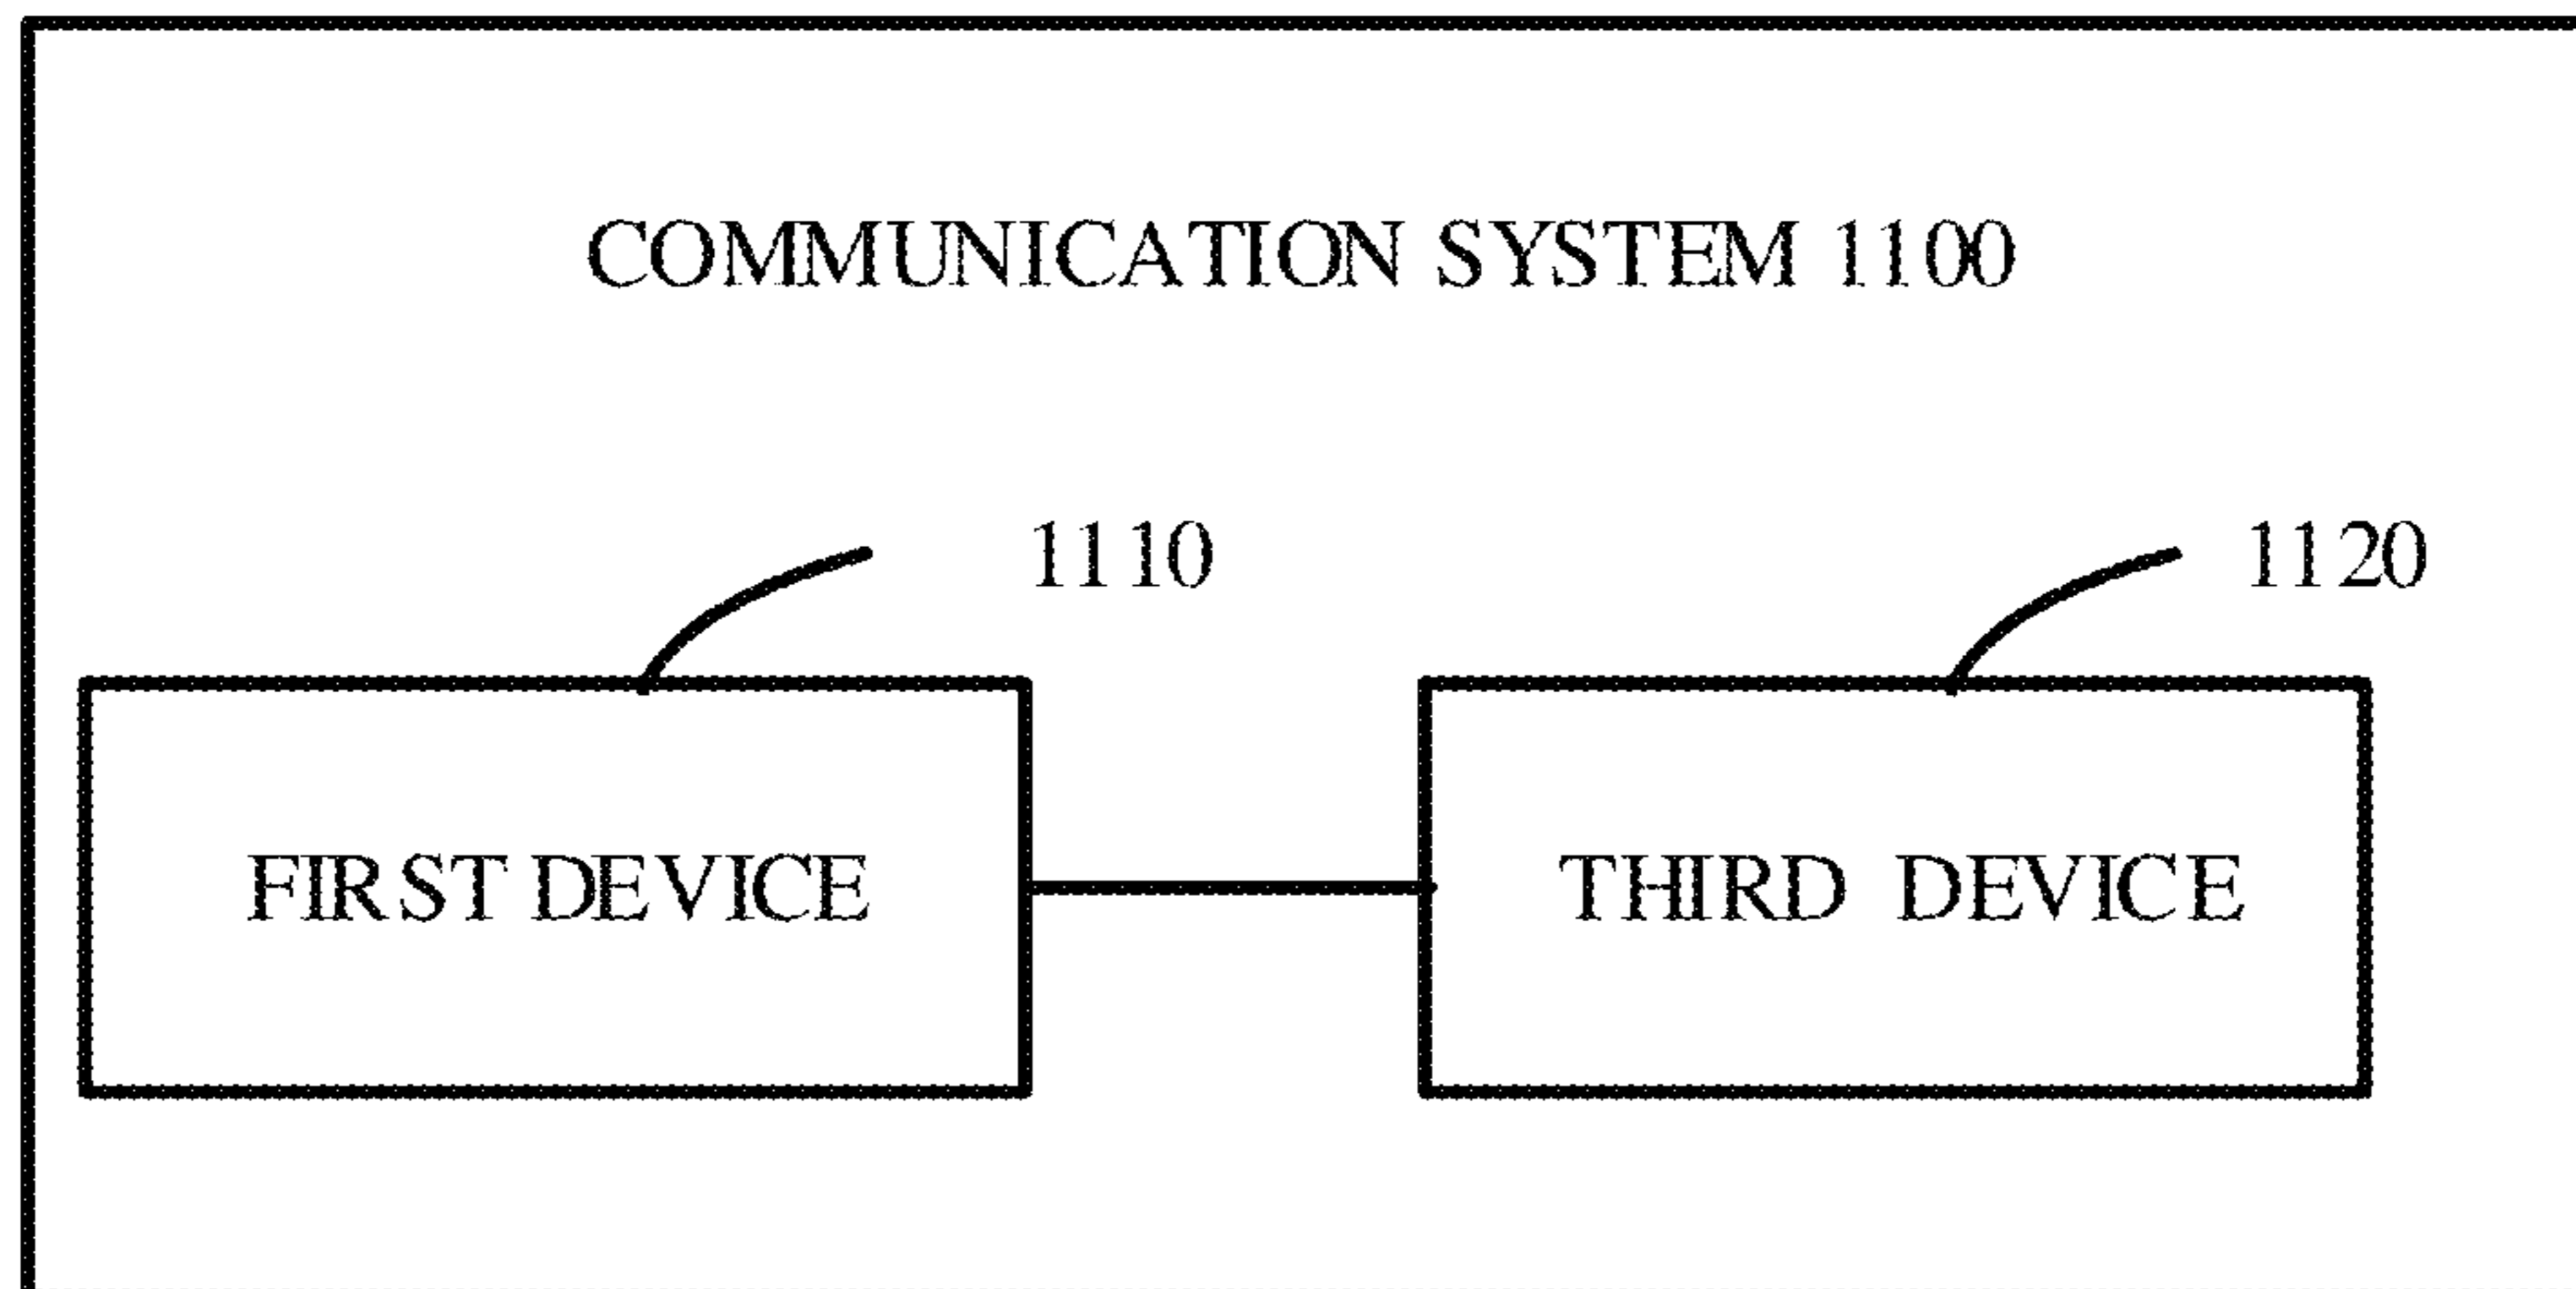 COMMUNICATION SYSTEM 1100
1110
1120
FIRST DEVICE
THIRD DEVICE